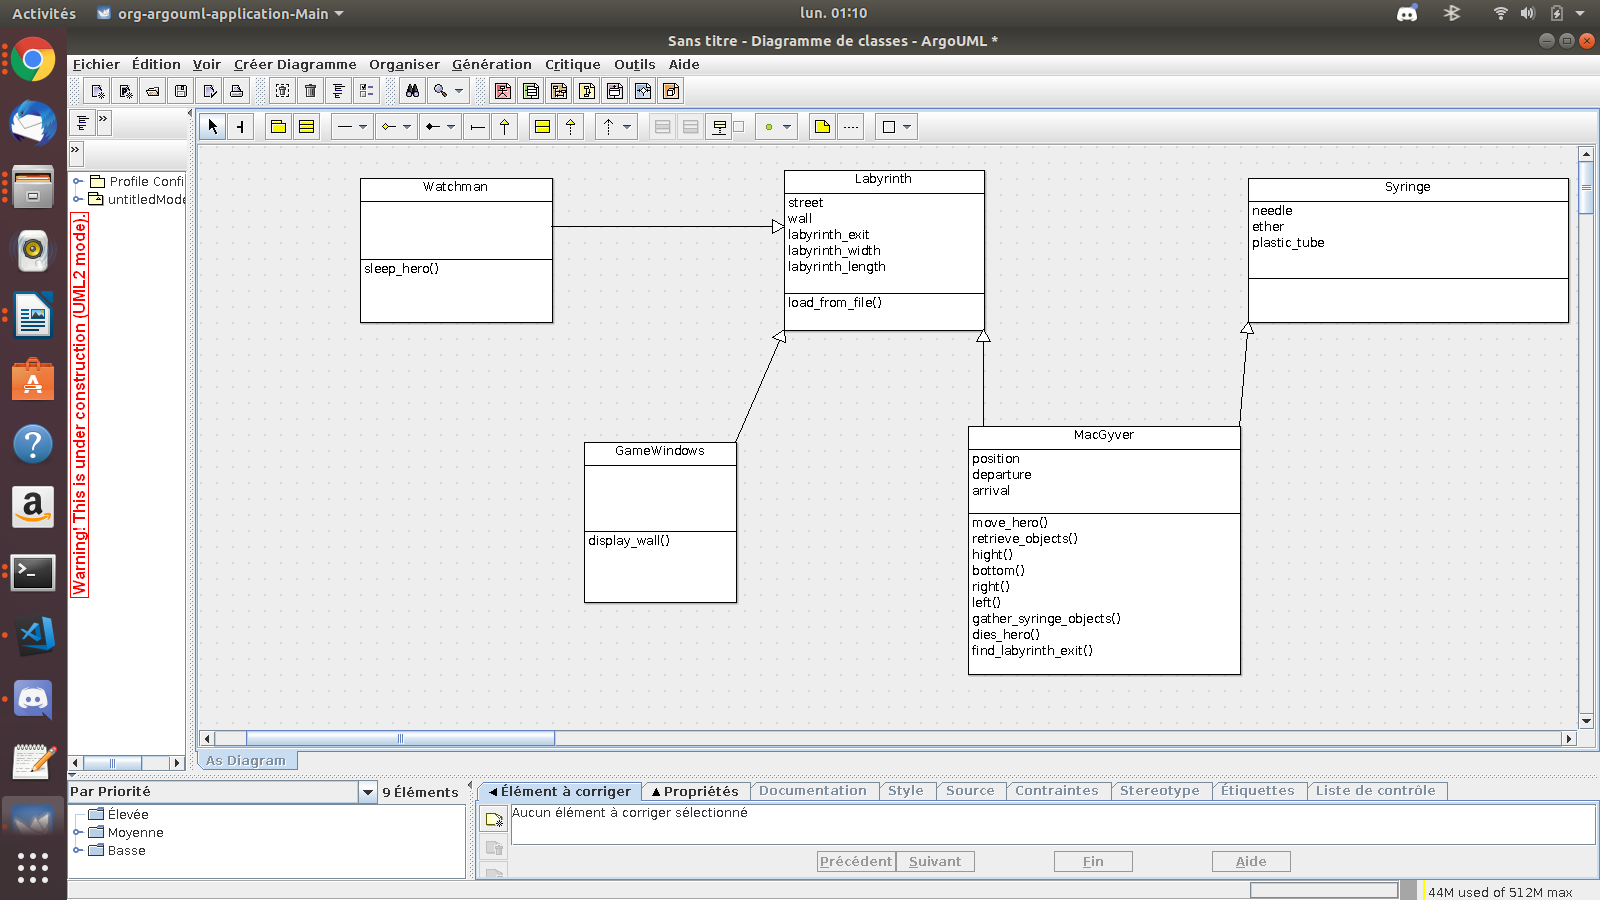 Activités
org-argouml-application-Main
lun. 01:10
Sans titre - Diagramme de classes - ArgoUML *
Fichier Édition Voir Créer Diagramme Organiser Génération Critique Outils Aide
Profile Confi
untitledMode
Warning! This is under construction (UML2 mode).
Watchman
sleep_hero()
Labyrinth
street
wall
labyrinth_exit
labyrinth_width
labyrinth_length
load_from_file()
Syringe
needle
ether
plastic_tube
GameWindows
display_wall()
MacGyver
position
departure
arrival
move_hero()
retrieve_objects()
hight()
bottom()
right()
left()
gather_syringe_objects()
dies_hero()
find_labyrinth_exit()
As Diagram
Par Priorité
9 Éléments
Élevée
Moyenne
Basse
Élément à corriger Propriétés Documentation Style Source Contraintes Stereotype Étiquettes Liste de contrôle
Aucun élément à corriger sélectionné
Précédent Suivant Fin Aide
44M used of 512M max